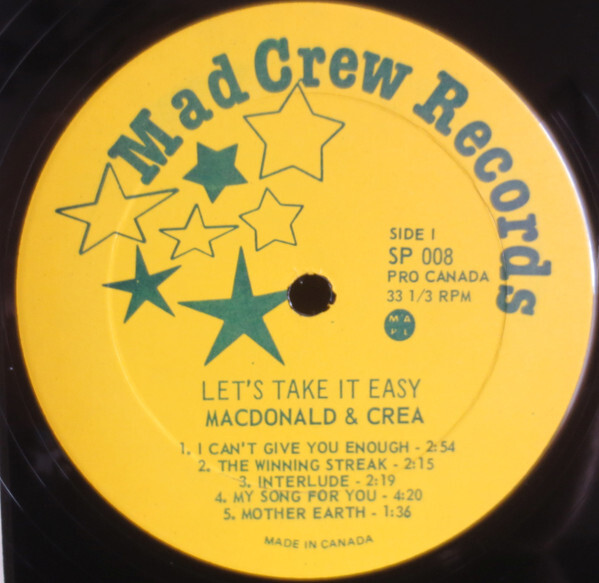 Mad Crew Records
SIDE 1
SP 008
PRO CANADA
33 1/3 RPM
M A
P L
LET'S TAKE IT EASY
MACDONALD & CREA
1. I CAN'T GIVE YOU ENOUGH - 2:54
2. THE WINNING STREAK - 2:15
3. INTERLUDE - 2:19
4. MY SONG FOR YOU - 4:20
5. MOTHER EARTH - 1:36
MADE IN CANADA